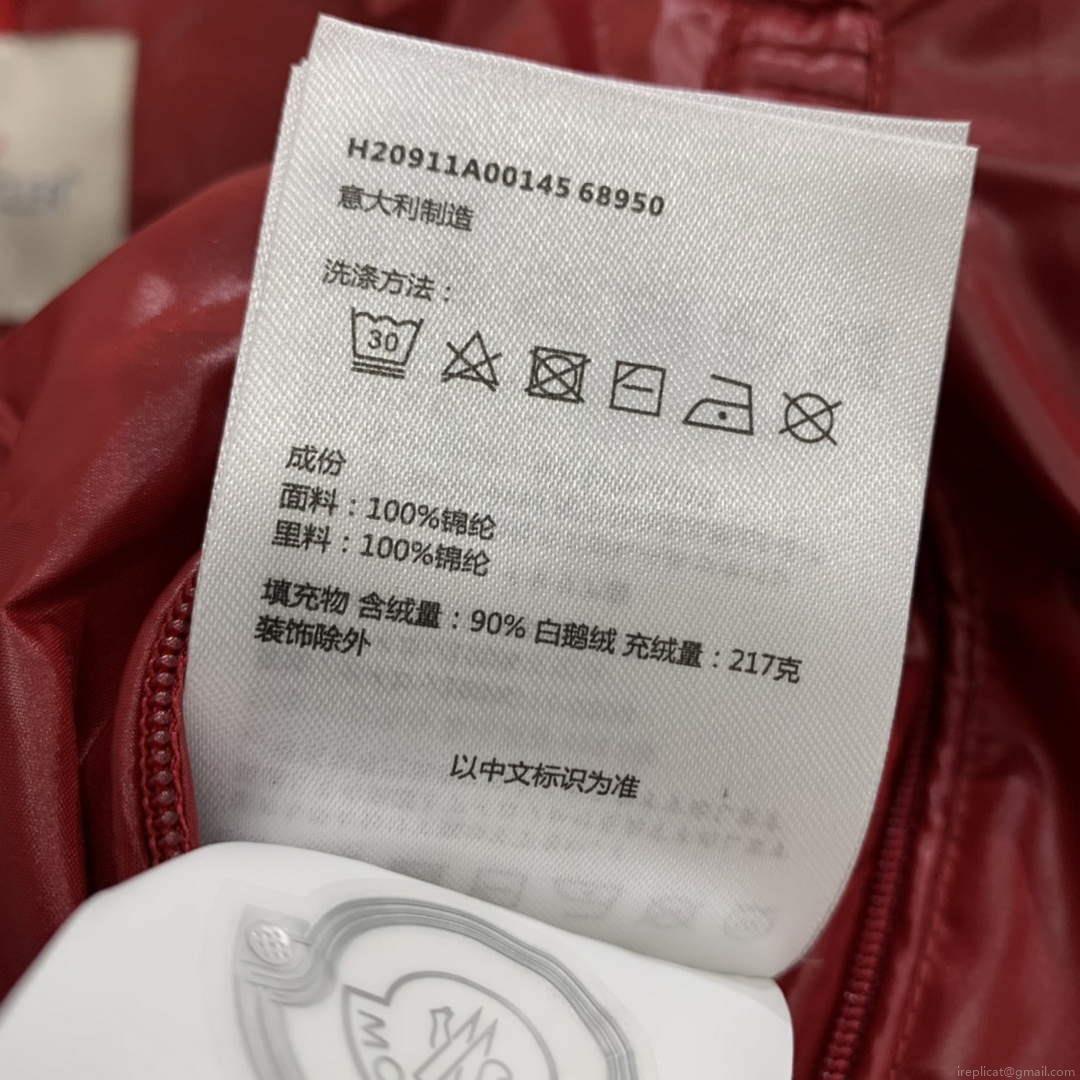 H20911A00145 68950
意大利制造
洗涤方法：
30
成份
面料：100%锦纶
里料：100%锦纶
填充物 含绒量：90% 白鹅绒 充绒量：217克
装饰除外
以中文标识为准
ireplicat@gmail.com